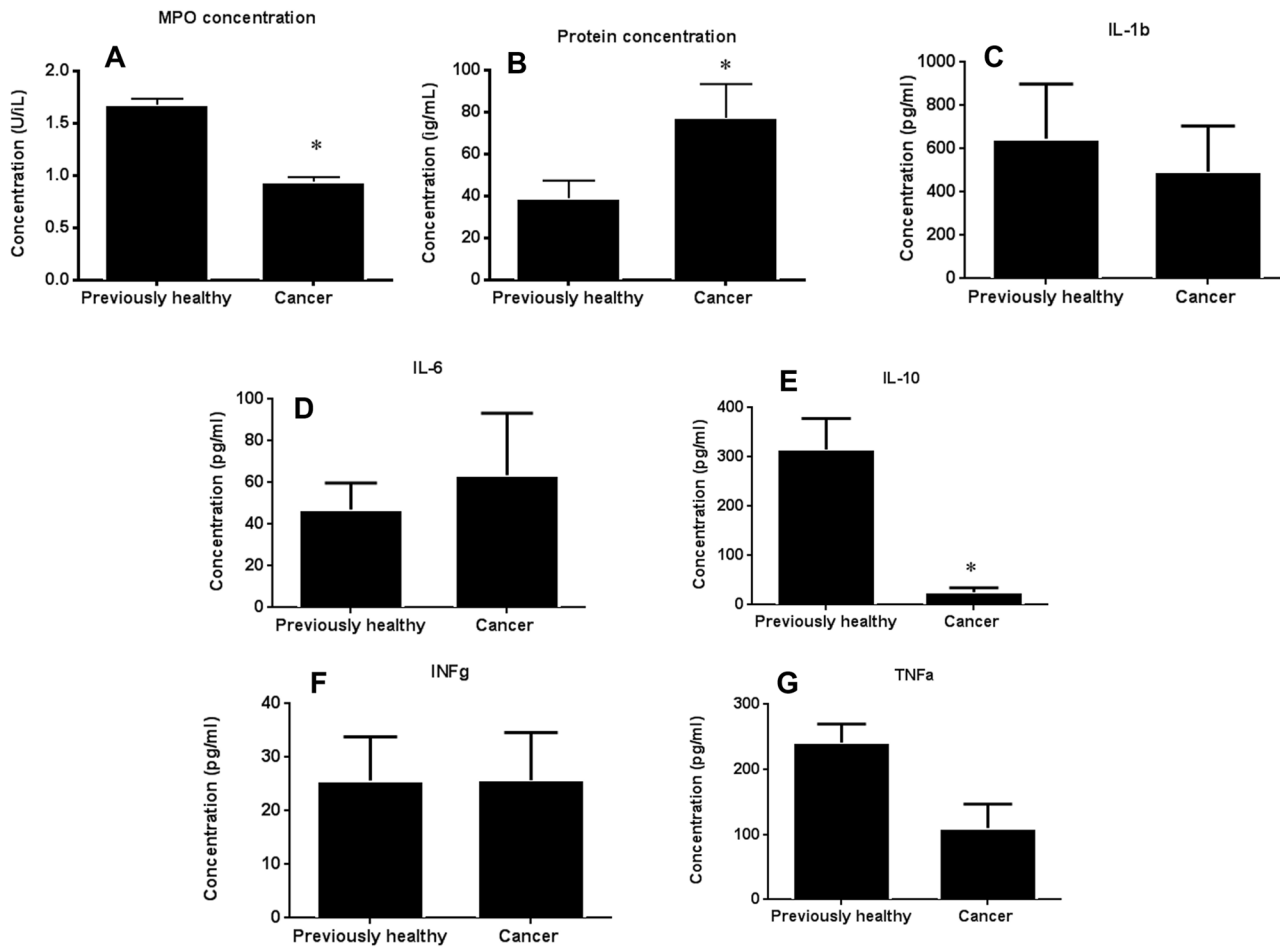 MPO concentration
A
2.0
1.5
1.0
0.5
0.0
Concentration (U/iL)
*
Previously healthy
Cancer
Protein concentration
B
100
80
60
40
20
0
Concentration (ig/mL)
*
Previously healthy
Cancer
IL-1b
C
1000
800
600
400
200
0
Concentration (pg/ml)
Previously healthy
Cancer
IL-6
D
100
80
60
40
20
0
Concentration (pg/ml)
Previously healthy
Cancer
IL-10
E
400
300
200
100
0
Concentration (pg/ml)
*
Previously healthy
Cancer
INFg
F
40
30
20
10
0
Concentration (pg/ml)
Previously healthy
Cancer
TNFa
G
300
200
100
0
Concentration (pg/ml)
Previously healthy
Cancer